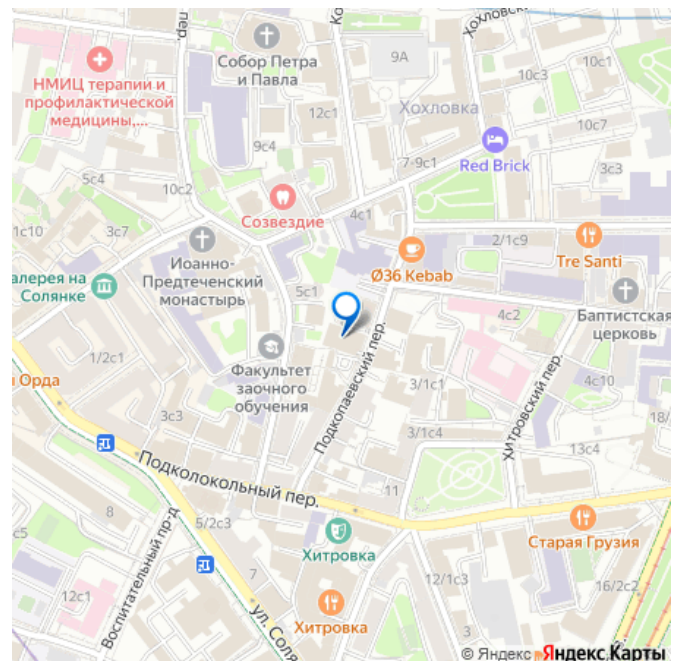 пер.
Собор Петра
и Павла
НМИЦ терапии и
профилактической
медицины,...
9А
Хохловка
10с3
10с1
12с1
9с4
10с7
7-9с1
Red Brick
3с3
5с4
10с2
Созвездие
4с1
1с10
3с7
Иоанно-
Предтеченский
монастырь
Ø36 Kebab
2/1с9
Tre Santi
алерея на
Солянке
5с1
4с2
Баптистская
церковь
1/2с1
Факультет
заочного
обучения
Подкопаевский пер.
3/1с1
4с10
Хитровский пер.
Орда
3с3
3/1с4
18/
13с4
Подколокольный пер.
11
8
5/2с3
Хитровка
Старая Грузия
Воспитательный пр-д
7
12/1с3
16/2с2
12с1
Хитровка
ул. Соля
3
© Яндекс Яндекс Карты